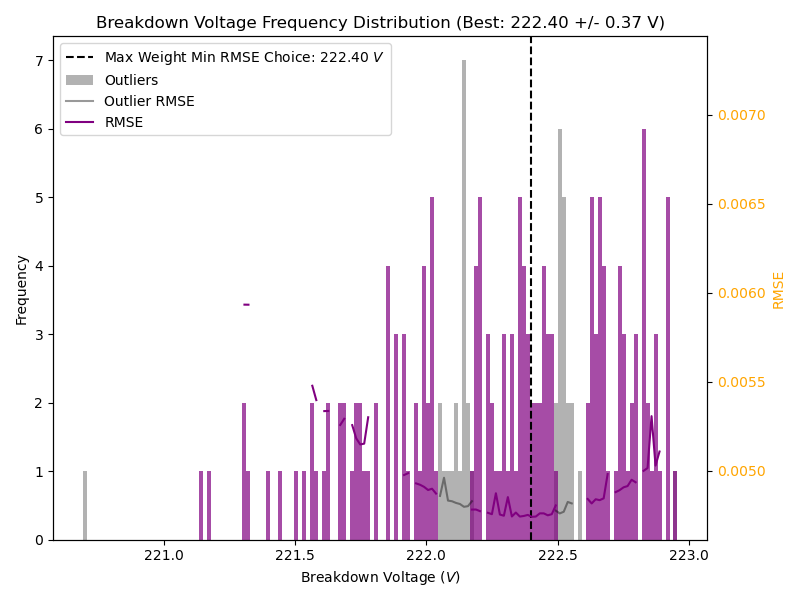 Breakdown Voltage Frequency Distribution (Best: 222.40 +/- 0.37 V)
Max Weight Min RMSE Choice: 222.40 V
Outliers
Outlier RMSE
RMSE
Frequency
7
6
5
4
3
2
1
0
0.0070
0.0065
0.0060
0.0055
0.0050
RMSE
221.0
221.5
222.0
222.5
223.0
Breakdown Voltage (V)